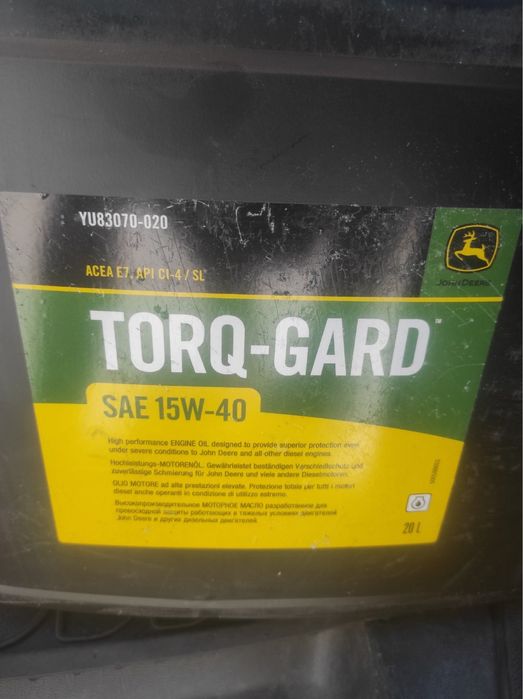 YU83070-020
ACEA E7, API CI-4 / SL
JOHN DEERE
TORQ-GARD™
SAE 15W-40
High performance ENGINE OIL designed to provide superior protection even
under severe conditions to John Deere and all other diesel engines.
Hochleistungs-MOTORENÖL. Gewährleistet beständigen Verschleißschutz und
zuverlässige Schmierung für John Deere und viele andere Dieselmotoren.
OLIO MOTORE ad alte prestazioni elevate. Protezione totale per tutti i motori
diesel anche operanti in condizione di utilizzo estremo.
Высокопроизводительное МОТОРНОЕ МАСЛО разработанное для
превосходной защиты работающих в тяжелых условиях двигателей
John Deere и других дизельных двигателей.
20 L